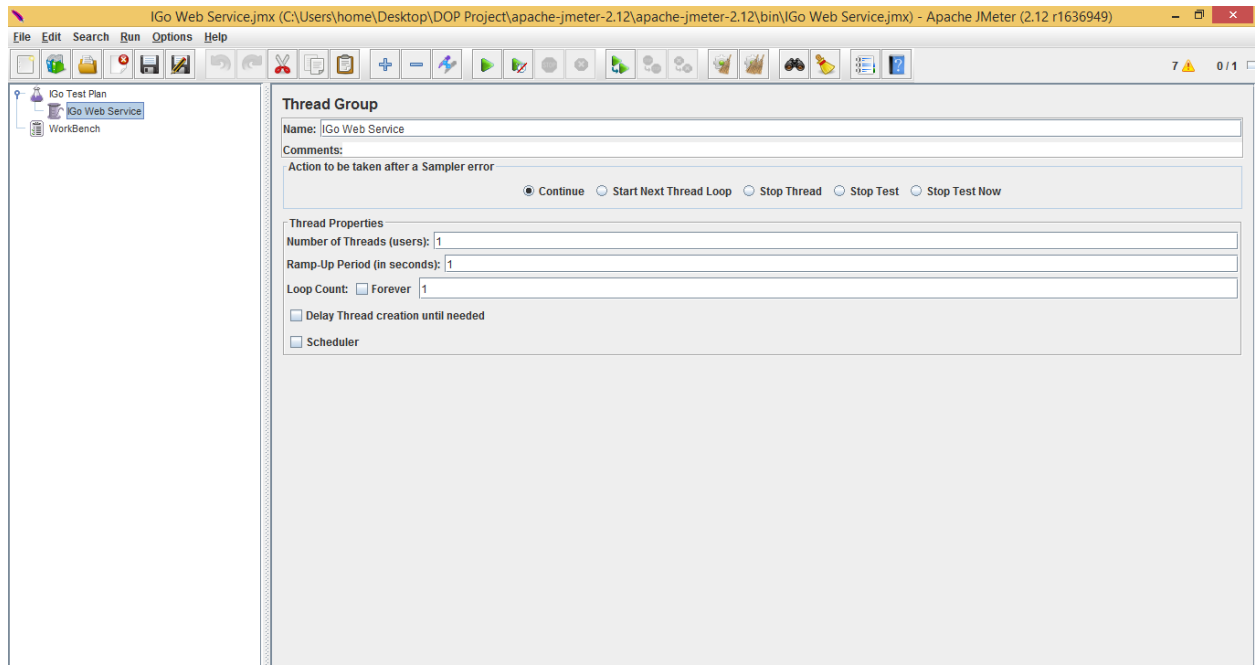 IGo Web Service.jmx (C:\Users\home\Desktop\DOP Project\apache-jmeter-2.12\apache-jmeter-2.12\bin\IGo Web Service.jmx) - Apache JMeter (2.12 r1636949)
File Edit Search Run Options Help
7 0 / 1
IGo Test Plan
IGo Web Service
WorkBench
Thread Group
Name: IGo Web Service
Comments:
Action to be taken after a Sampler error
Continue Start Next Thread Loop Stop Thread Stop Test Stop Test Now
Thread Properties
Number of Threads (users): 1
Ramp-Up Period (in seconds): 1
Loop Count: Forever 1
Delay Thread creation until needed
Scheduler